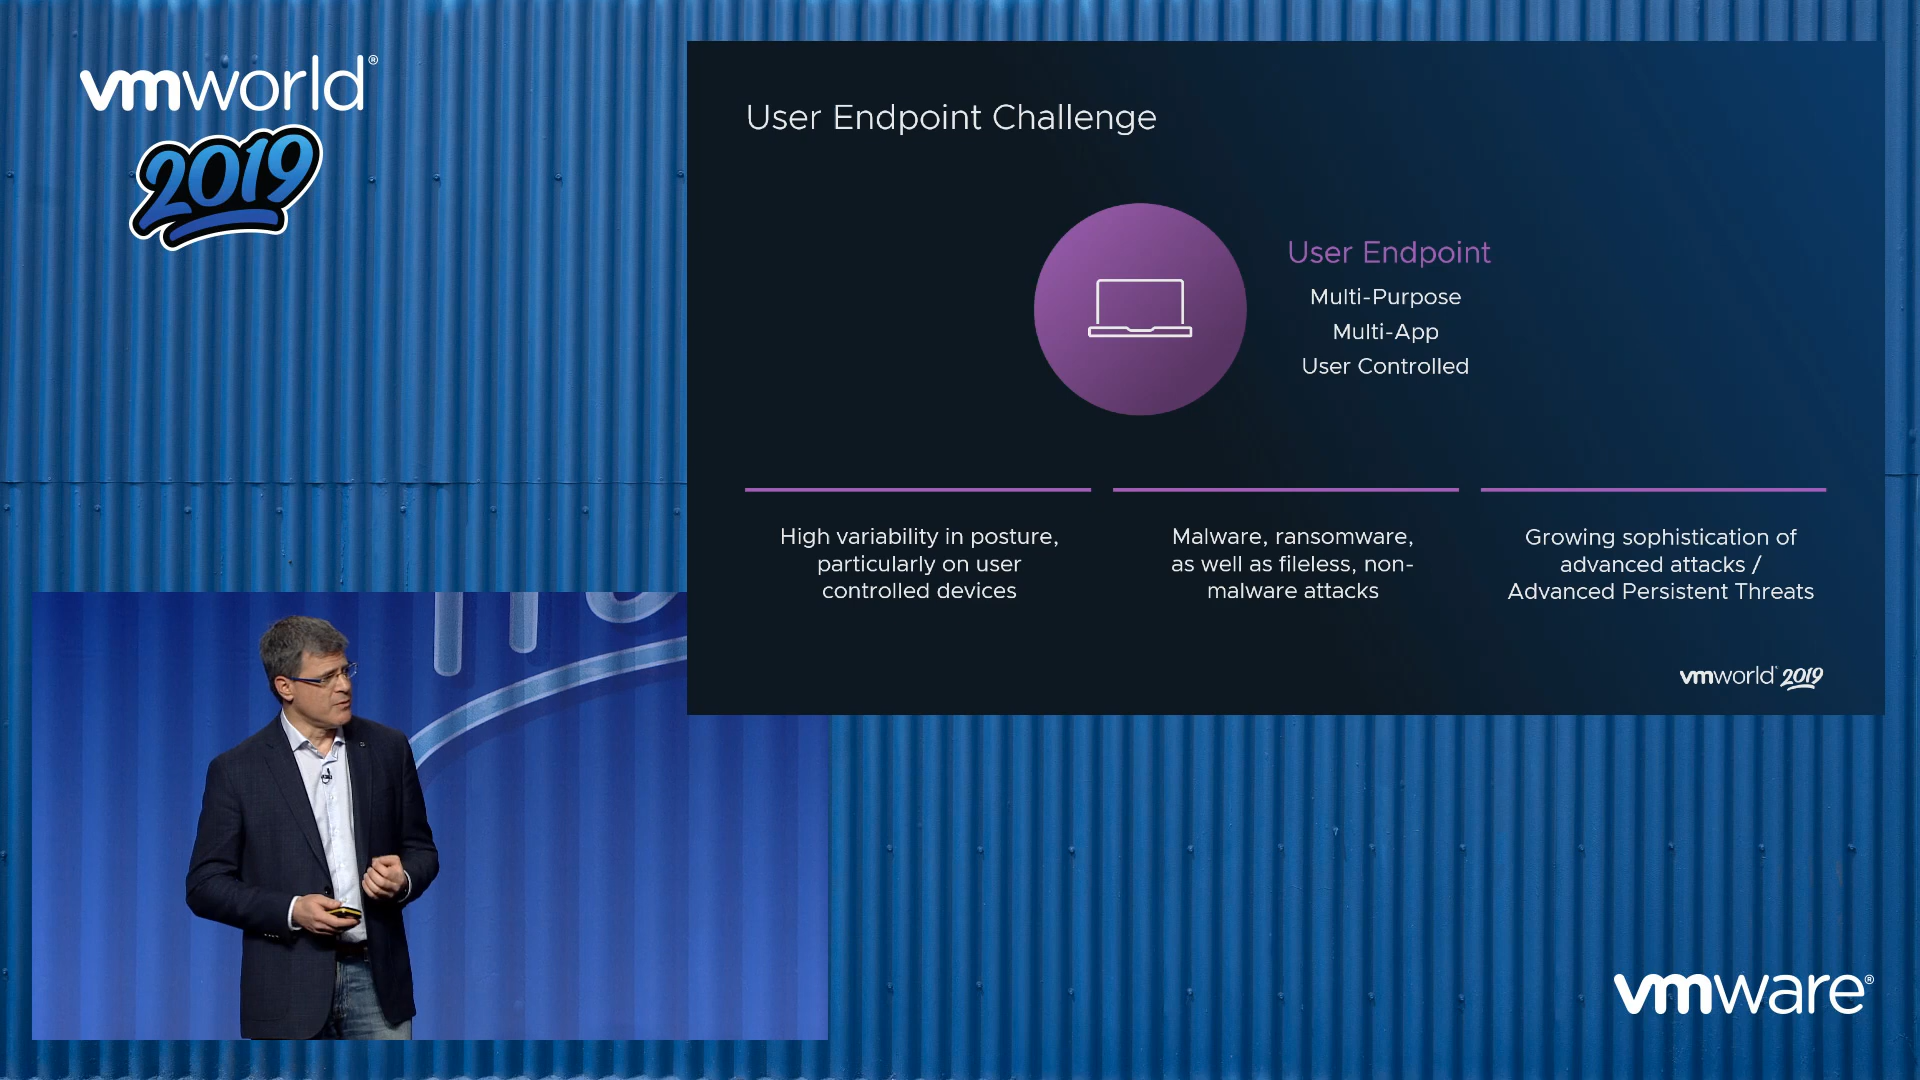 vmworld®
2019
User Endpoint Challenge
User Endpoint
Multi-Purpose
Multi-App
User Controlled
High variability in posture,
particularly on user
controlled devices
Malware, ransomware,
as well as fileless, non-
malware attacks
Growing sophistication of
advanced attacks /
Advanced Persistent Threats
vmworld® 2019
vmware®